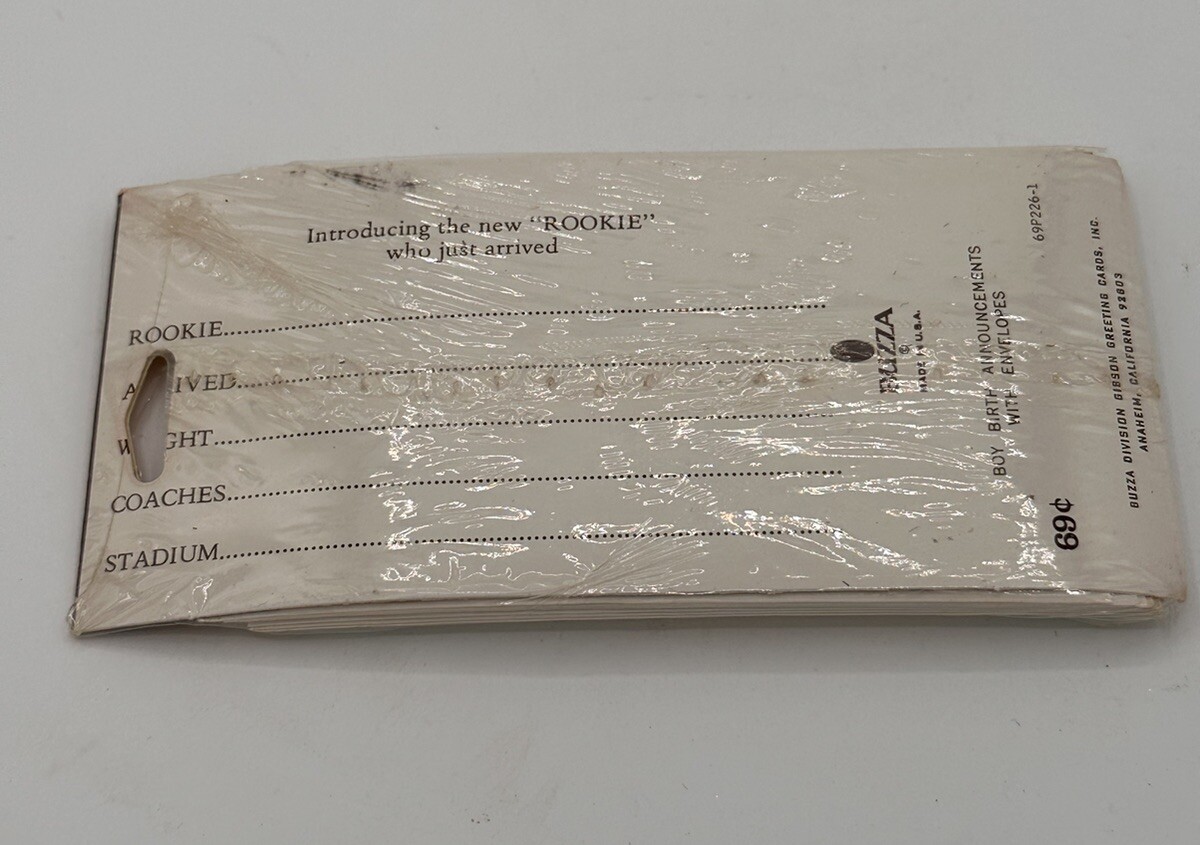 Introducing the new “ROOKIE”
who just arrived
ROOKIE
ARRIVED
WEIGHT
COACHES
STADIUM
BUZZA
©
MADE IN U.S.A.
BOY BIRTH ANNOUNCEMENTS
WITH ENVELOPES
69P226-1
69¢
BUZZA DIVISION GIBSON GREETING CARDS, INC.
ANAHEIM, CALIFORNIA 92803